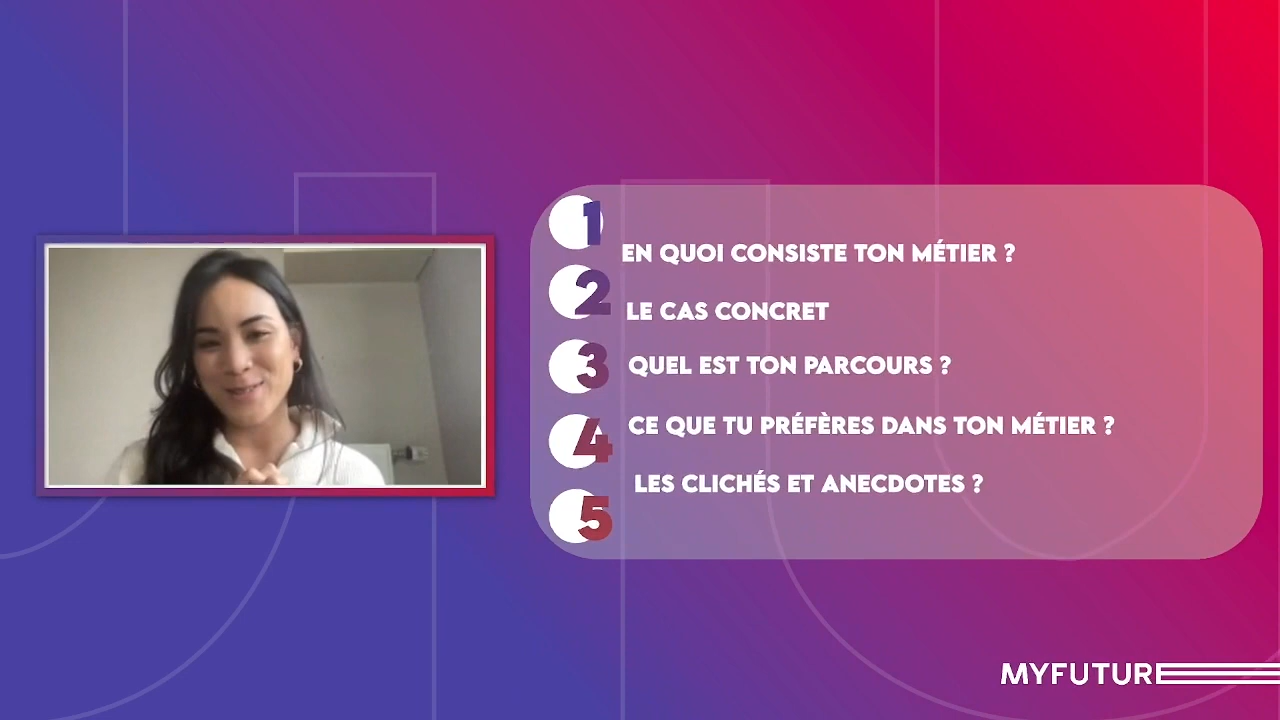 1
EN QUOI CONSISTE TON MÉTIER ?
2
LE CAS CONCRET
3
QUEL EST TON PARCOURS ?
4
CE QUE TU PRÉFÈRES DANS TON MÉTIER ?
LES CLICHÉS ET ANECDOTES ?
5
MYFUTUR